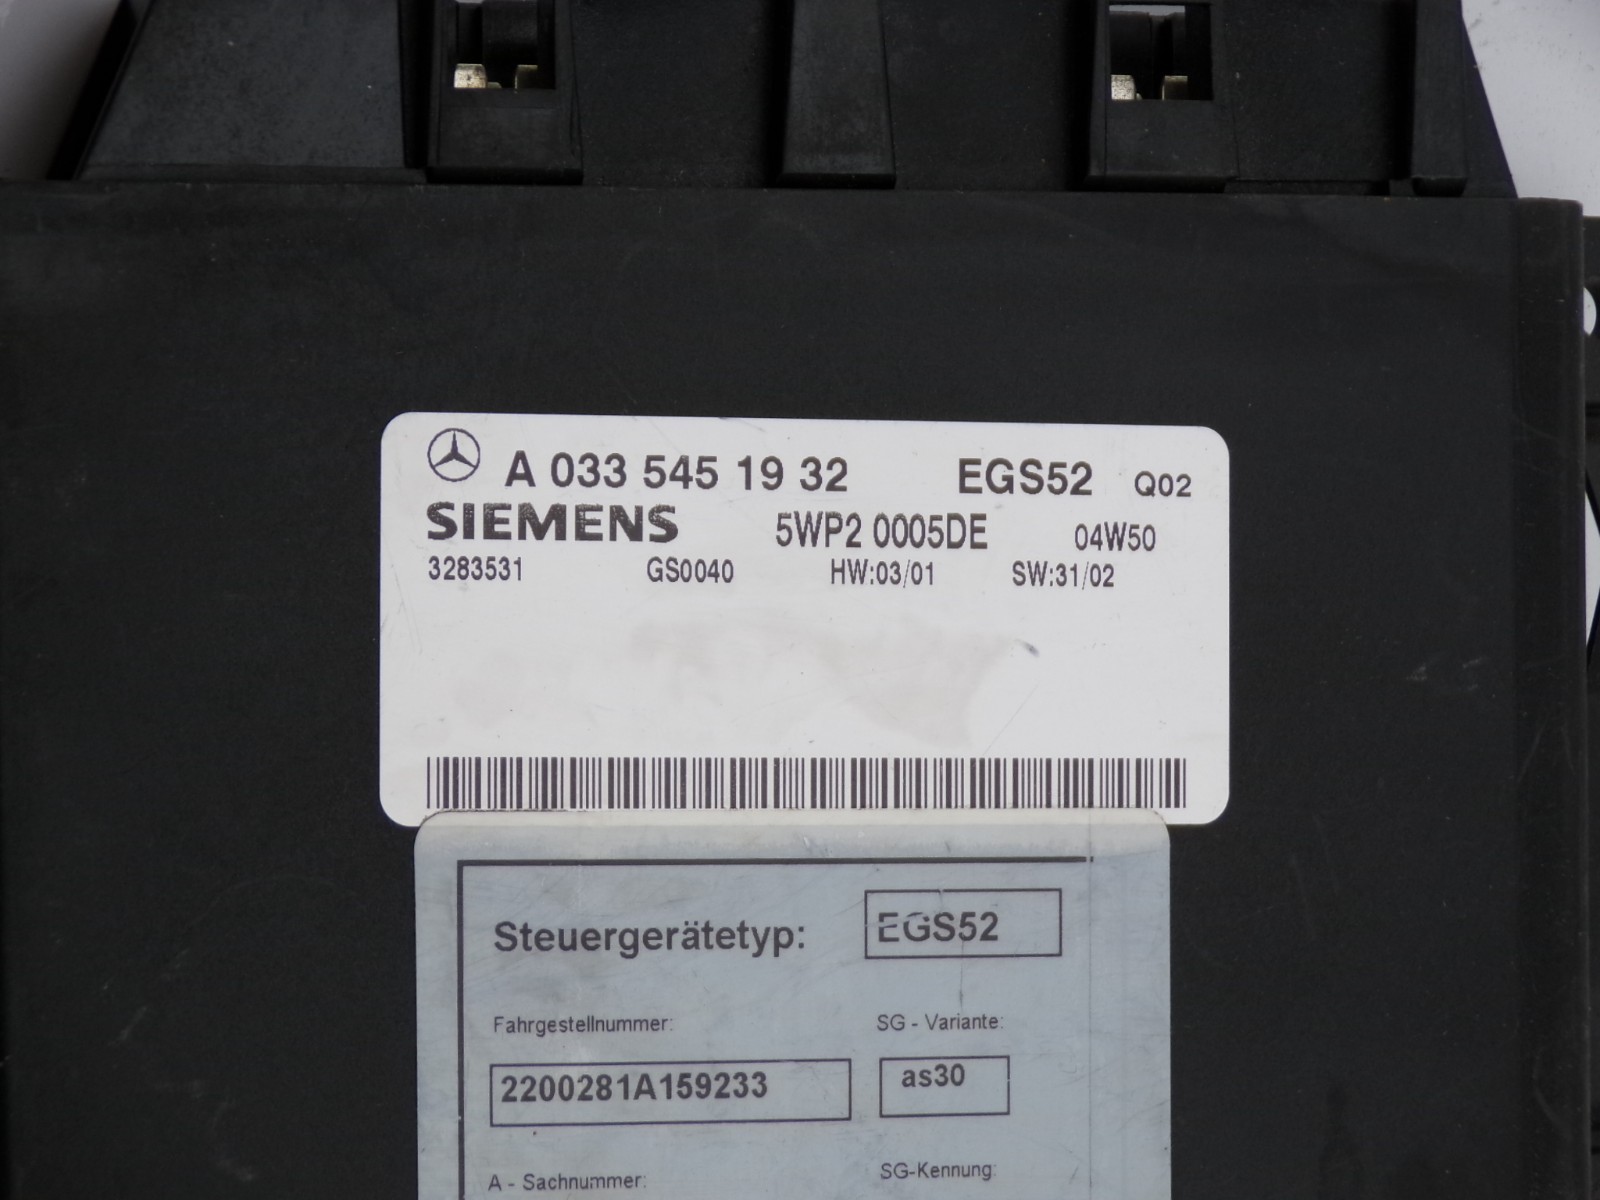 A 033 545 19 32 EGS52 Q02
SIEMENS 5WP2 0005DE 04W50
3283531 GS0040 HW:03/01 SW:31/02
Steuergerätetyp: EGS52
Fahrgestellnummer: SG - Variante:
2200281A159233 as30
A - Sachnummer: SG-Kennung: